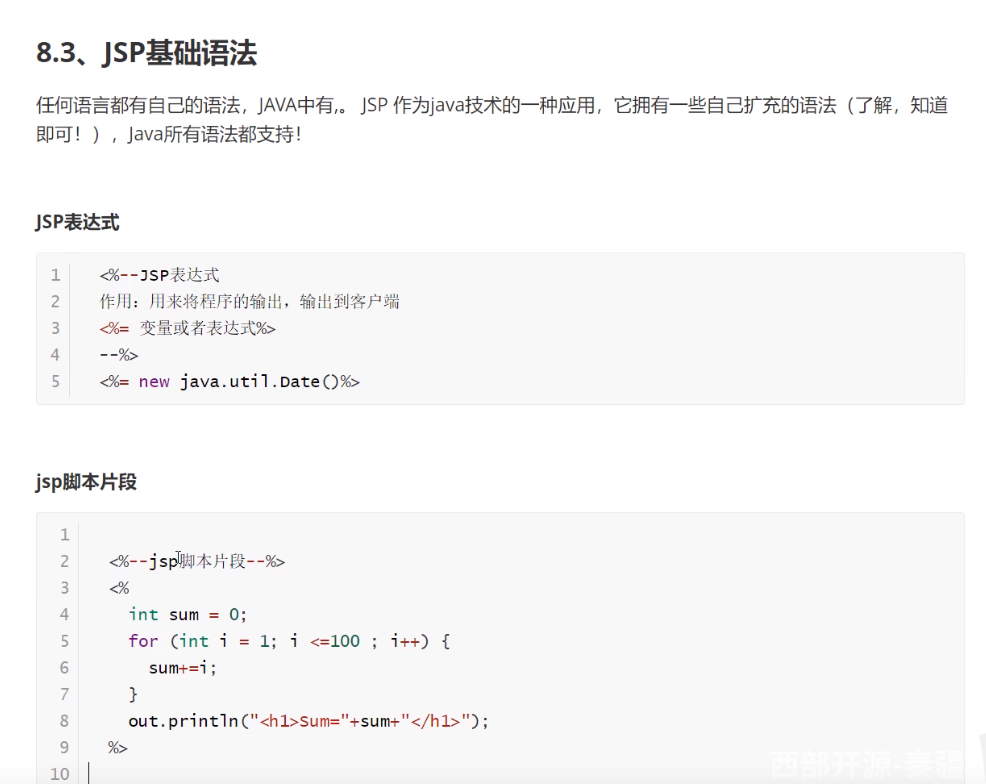 8.3、JSP基础语法
任何语言都有自己的语法，JAVA中有,。 JSP 作为java技术的一种应用，它拥有一些自己扩充的语法（了解，知道
即可！），Java所有语法都支持！
JSP表达式
1 <%--JSP表达式
2 作用：用来将程序的输出，输出到客户端
3 <%= 变量或者表达式%>
4 --%>
5 <%= new java.util.Date()%>
jsp脚本片段
1
2 <%--jsp脚本片段--%>
3 <%
4 int sum = 0;
5 for (int i = 1; i <=100 ; i++) {
6 sum+=i;
7 }
8 out.println("<h1>Sum="+sum+"</h1>");
9 %>
10
西部开源-秦疆